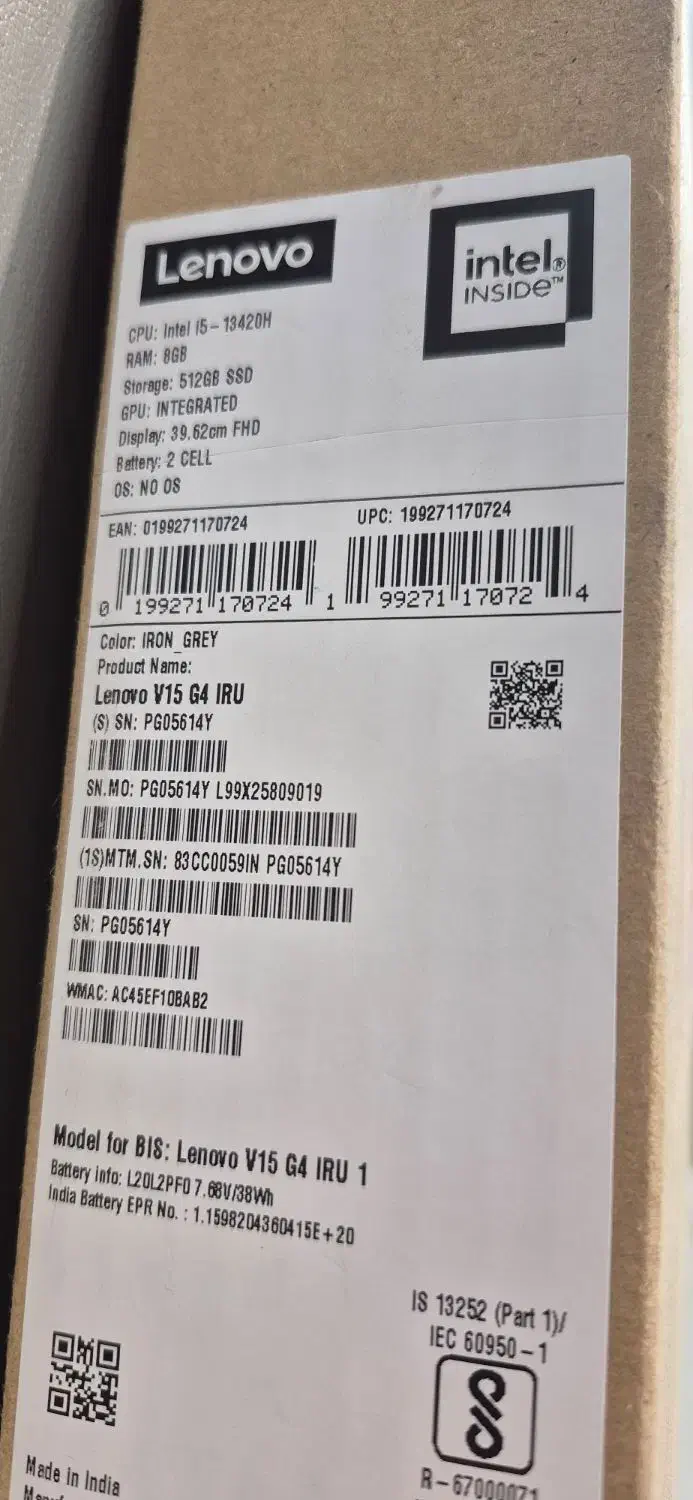 Lenovo
intel®
INSIDE™
CPU: Intel i5-13420H
RAM: 8GB
Storage: 512GB SSD
GPU: INTEGRATED
Display: 39.62cm FHD
Battery: 2 CELL
OS: NO OS
EAN: 0199271170724
UPC: 199271170724
0 199271 170724
1 99271 17072 4
Color: IRON_GREY
Product Name:
Lenovo V15 G4 IRU
(S) SN: PG05614Y
SN.MO: PG05614Y L99X25809019
(1S)MTM.SN: 83CC0059IN PG05614Y
SN: PG05614Y
WMAC: AC45EF10BAB2
Model for BIS: Lenovo V15 G4 IRU 1
Battery info: L20L2PF0 7.68V/38Wh
India Battery EPR No. : 1.1598204360415E+20
IS 13252 (Part 1)/
IEC 60950-1
R-67000071
Made in India